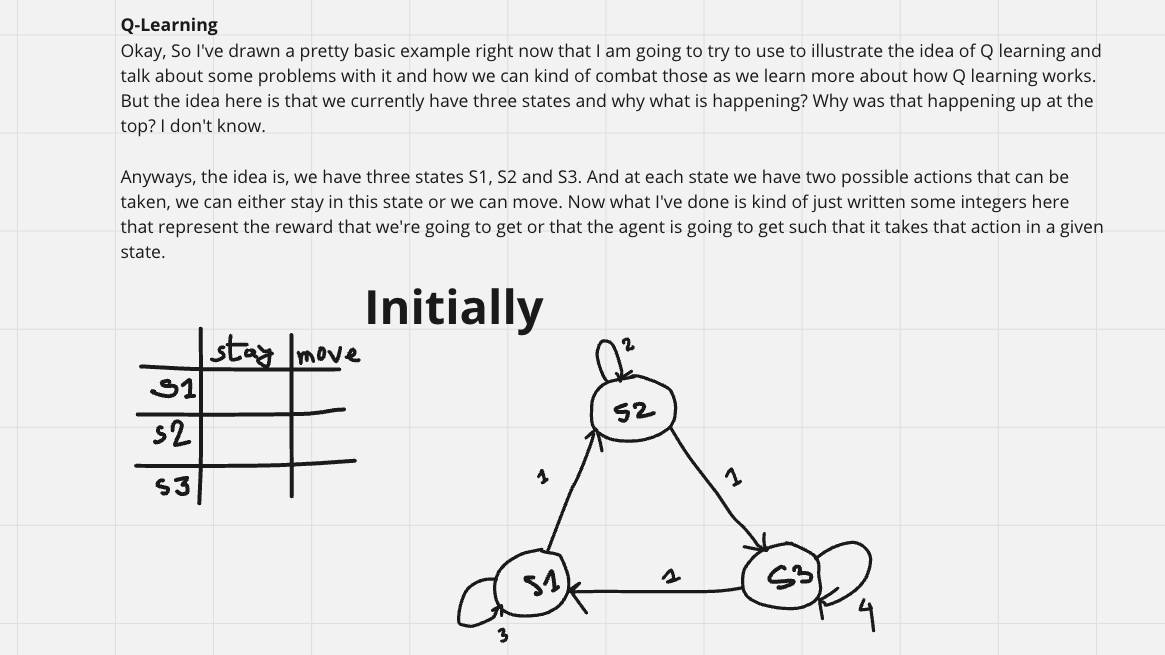 Q-Learning
Okay, So I've drawn a pretty basic example right now that I am going to try to use to illustrate the idea of Q learning and
talk about some problems with it and how we can kind of combat those as we learn more about how Q learning works.
But the idea here is that we currently have three states and why what is happening? Why was that happening up at the
top? I don't know.
Anyways, the idea is, we have three states S1, S2 and S3. And at each state we have two possible actions that can be
taken, we can either stay in this state or we can move. Now what I've done is kind of just written some integers here
that represent the reward that we're going to get or that the agent is going to get such that it takes that action in a given
state.
Initially
stay move
S1
S2
S3
2
S2
1
1
S1
1
S3
3
4